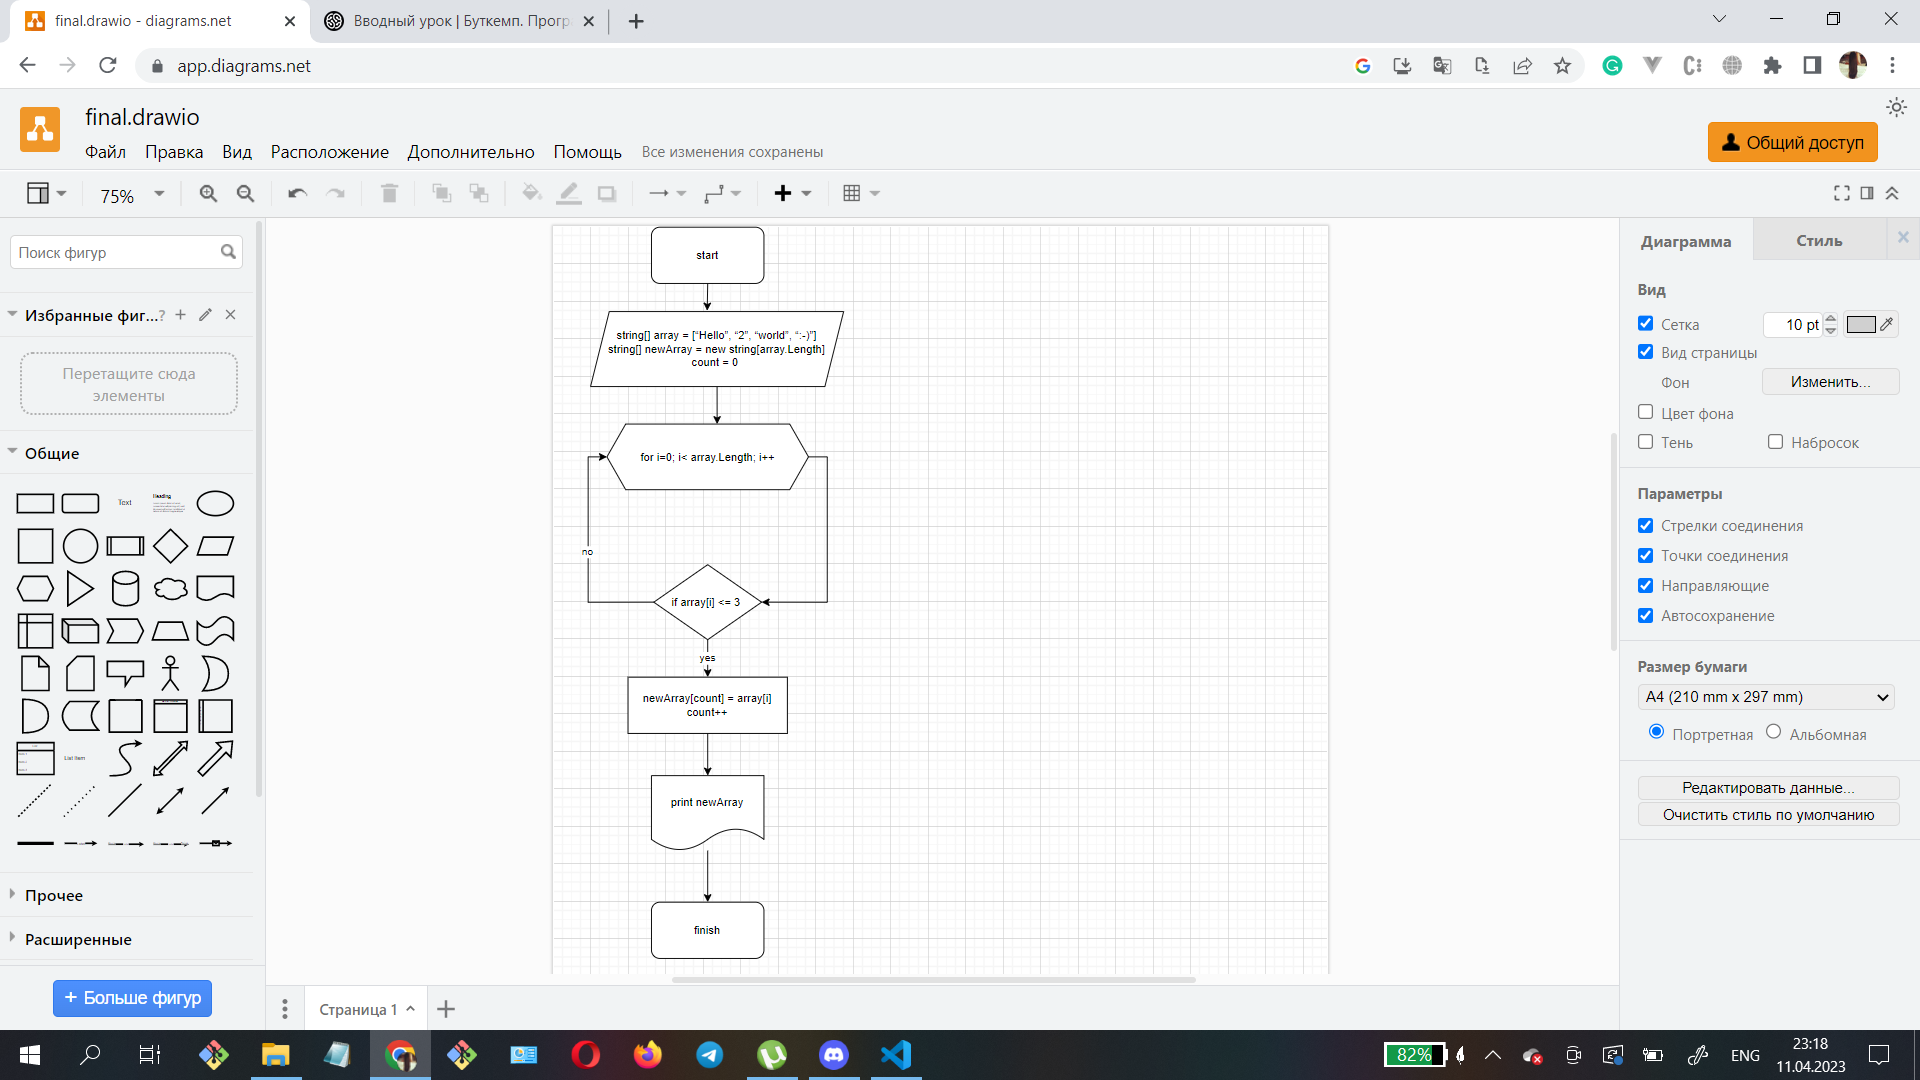 final.drawio - diagrams.net
Вводный урок | Буткемп. Прогр
app.diagrams.net
final.drawio
Файл Правка Вид Расположение Дополнительно Помощь Все изменения сохранены
Общий доступ
75%
Поиск фигур
Избранные фиг...?
Перетащите сюда
элементы
Общие
Text
Heading
List Item
Прочее
Расширенные
+ Больше фигур
start
string[] array = [“Hello”, “2”, “world”, “:-)”]
string[] newArray = new string[array.Length]
count = 0
for i=0; i< array.Length; i++
no
if array[i] <= 3
yes
newArray[count] = array[i]
count++
print newArray
finish
Страница 1
Диаграмма
Стиль
Вид
Сетка
10 pt
Вид страницы
Фон
Изменить...
Цвет фона
Тень
Набросок
Параметры
Стрелки соединения
Точки соединения
Направляющие
Автосохранение
Размер бумаги
A4 (210 mm x 297 mm)
Портретная
Альбомная
Редактировать данные...
Очистить стиль по умолчанию
82%
ENG
23:18
11.04.2023